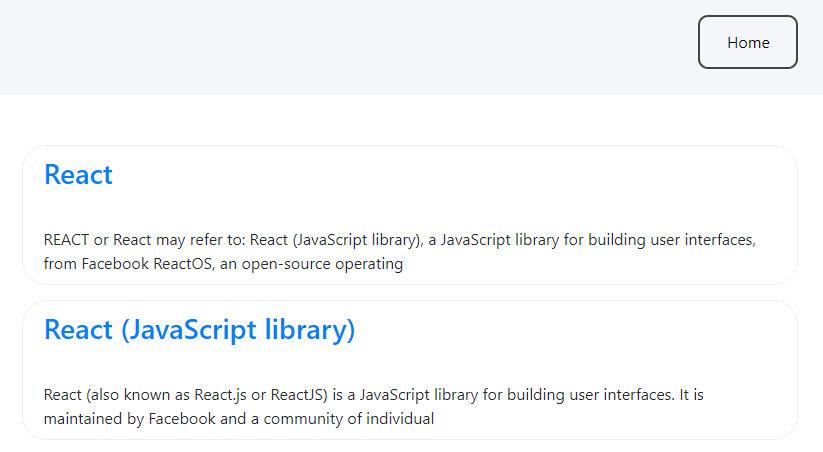 Home
React
REACT or React may refer to: React (JavaScript library), a JavaScript library for building user interfaces,
from Facebook ReactOS, an open-source operating
React (JavaScript library)
React (also known as React.js or ReactJS) is a JavaScript library for building user interfaces. It is
maintained by Facebook and a community of individual